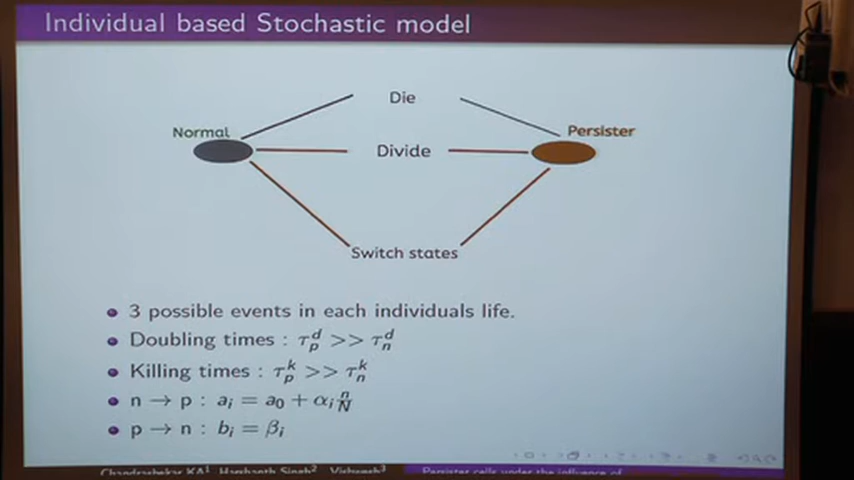 Individual based Stochastic model
Die
Normal
Persister
Divide
Switch states
3 possible events in each individuals life.
Doubling times : τ_p^d >> τ_n^d
Killing times : τ_p^k >> τ_n^k
n → p : a_i = a_0 + α_i n/N
p → n : b_i = β_i
Chandrashekar KA¹ Harshanth Singh² Vishwesh³ Persister cells under the influence of